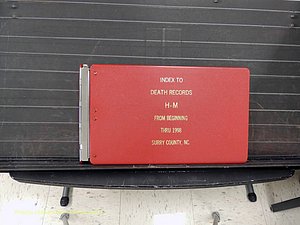 INDEX TO
DEATH RECORDS
H-M
FROM BEGINNING
THRU 1998
SURRY COUNTY, NC.